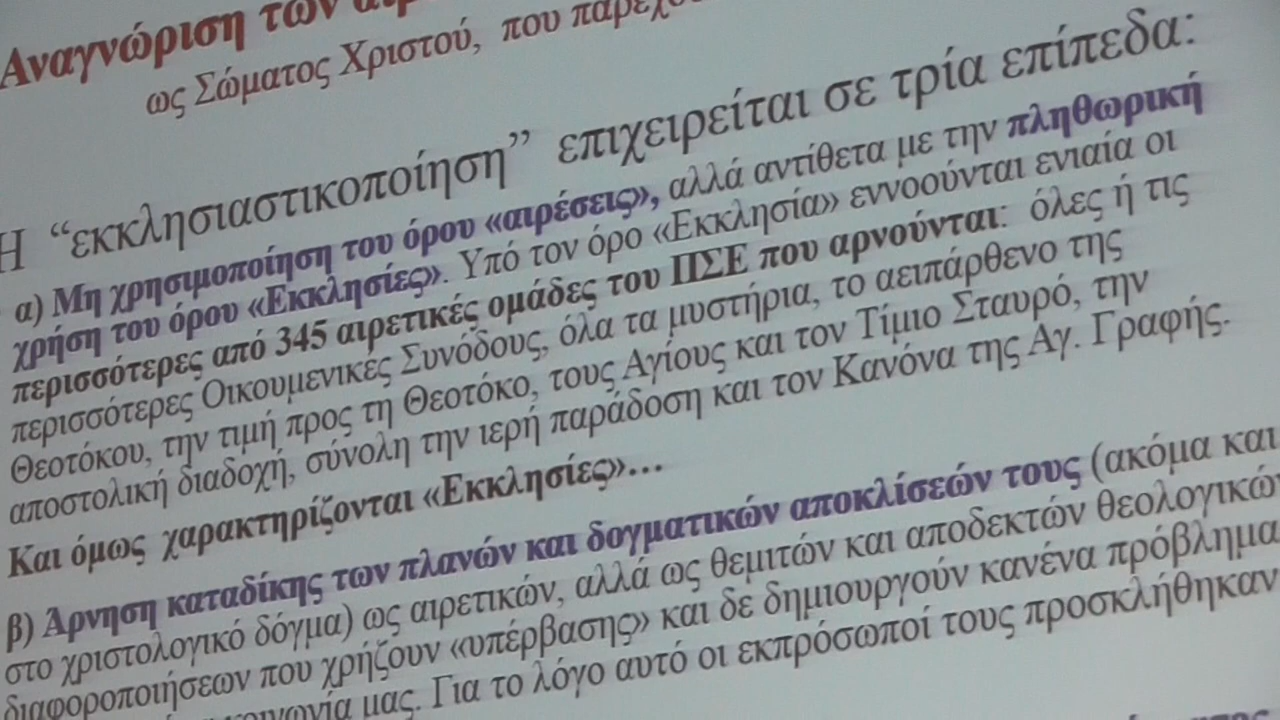 Αναγνώριση των
ως Σώματος Χριστού, που
Η “εκκλησιαστικοποίηση” επιχειρείται σε τρία επίπεδα:
α) Μη χρησιμοποίηση του όρου «αιρέσεις», αλλά αντίθετα με την πληθωρική
χρήση του όρου «Εκκλησίες». Υπό τον όρο «Εκκλησία» εννοούνται ενιαία οι
περισσότερες από 345 αιρετικές ομάδες του ΠΣΕ που αρνούνται: όλες ή τις
περισσότερες Οικουμενικές Συνόδους, όλα τα μυστήρια, το αειπάρθενο της
Θεοτόκου, την τιμή προς τη Θεοτόκο, τους Αγίους και τον Τίμιο Σταυρό, την
αποστολική διαδοχή, σύνολη την ιερή παράδοση και τον Κανόνα της Αγ. Γραφής.
Και όμως χαρακτηρίζονται «Εκκλησίες»...
β) Άρνηση καταδίκης των πλανών και δογματικών αποκλίσεών τους (ακόμα και
στο χριστολογικό δόγμα) ως αιρετικών, αλλά ως θεμιτών και αποδεκτών θεολογικών
διαφοροποιήσεων που χρήζουν «υπέρβασης» και δε δημιουργούν κανένα πρόβλημα
μας. Για το λόγο αυτό οι εκπρόσωποί τους προσκλήθηκαν